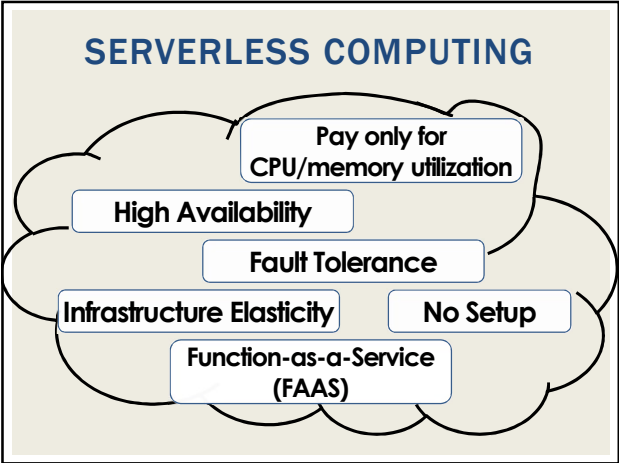 SERVERLESS COMPUTING
Pay only for
CPU/memory utilization
High Availability
Fault Tolerance
Infrastructure Elasticity
No Setup
Function-as-a-Service
(FAAS)